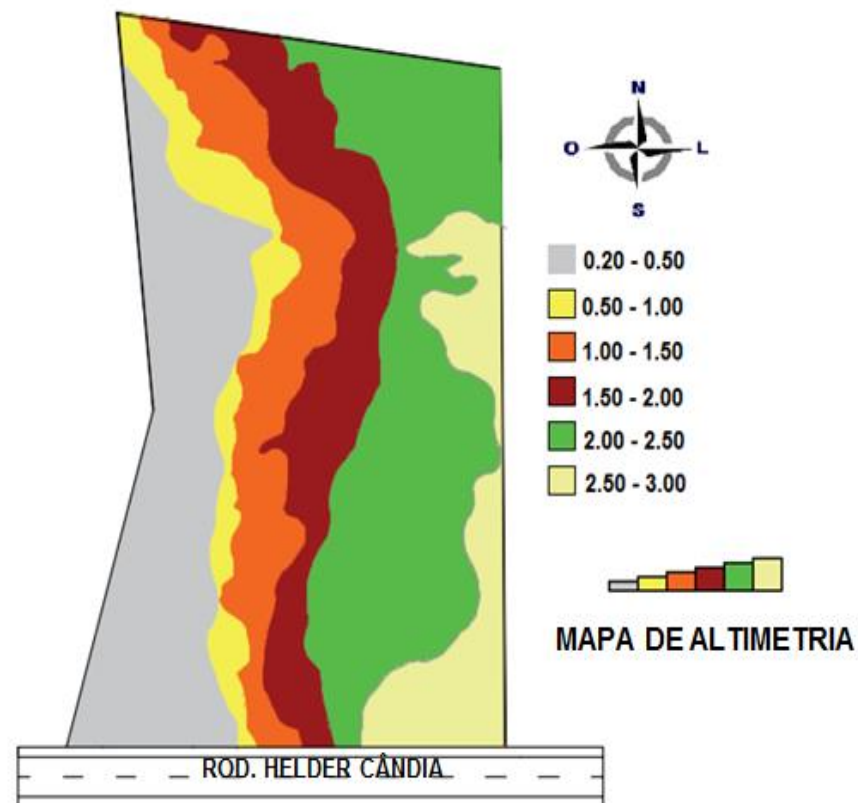 N
O L
S
0.20 - 0.50
0.50 - 1.00
1.00 - 1.50
1.50 - 2.00
2.00 - 2.50
2.50 - 3.00
MAPA DE ALTIMETRIA
ROD. HELDER CÂNDIA